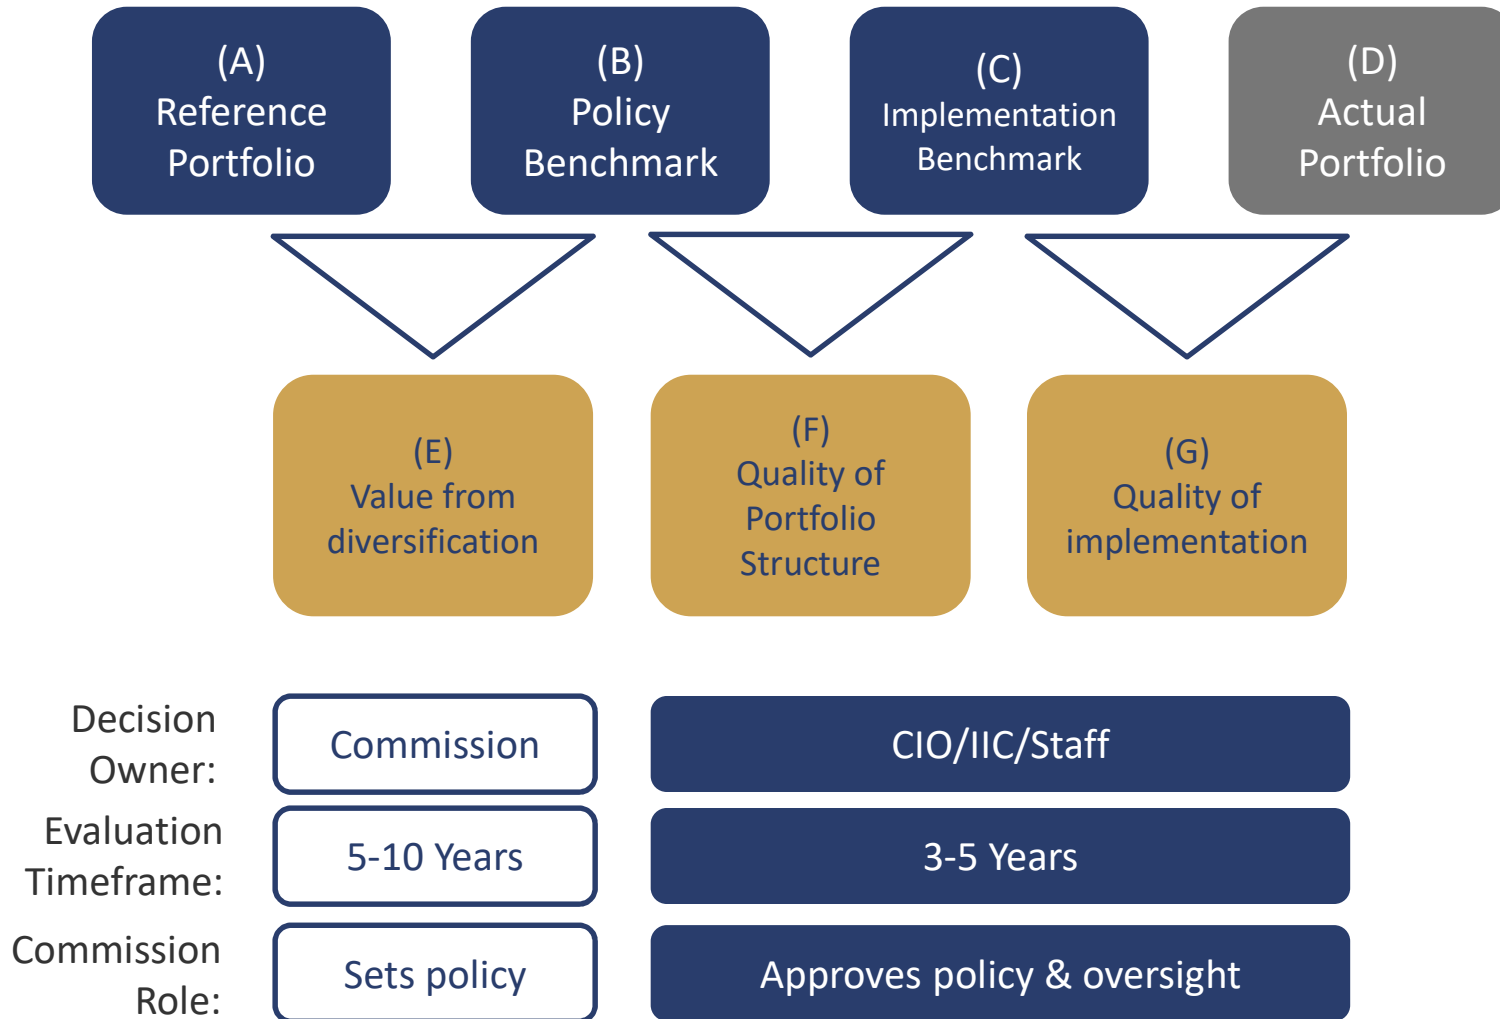 (A)
Reference
Portfolio
(B)
Policy
Benchmark
(C)
Implementation
Benchmark
(D)
Actual
Portfolio
(E)
Value from
diversification
(F)
Quality of
Portfolio
Structure
(G)
Quality of
implementation
Decision
Owner:
Commission
CIO/IIC/Staff
Evaluation
Timeframe:
5-10 Years
3-5 Years
Commission
Role:
Sets policy
Approves policy & oversight